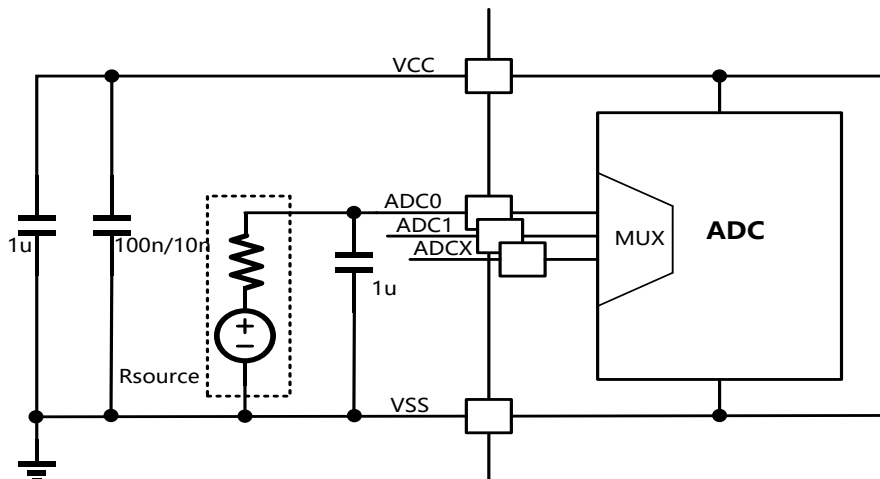 VCC
ADC0
ADC1
ADCX
MUX
ADC
1u
100n/10n
1u
Rsource
VSS